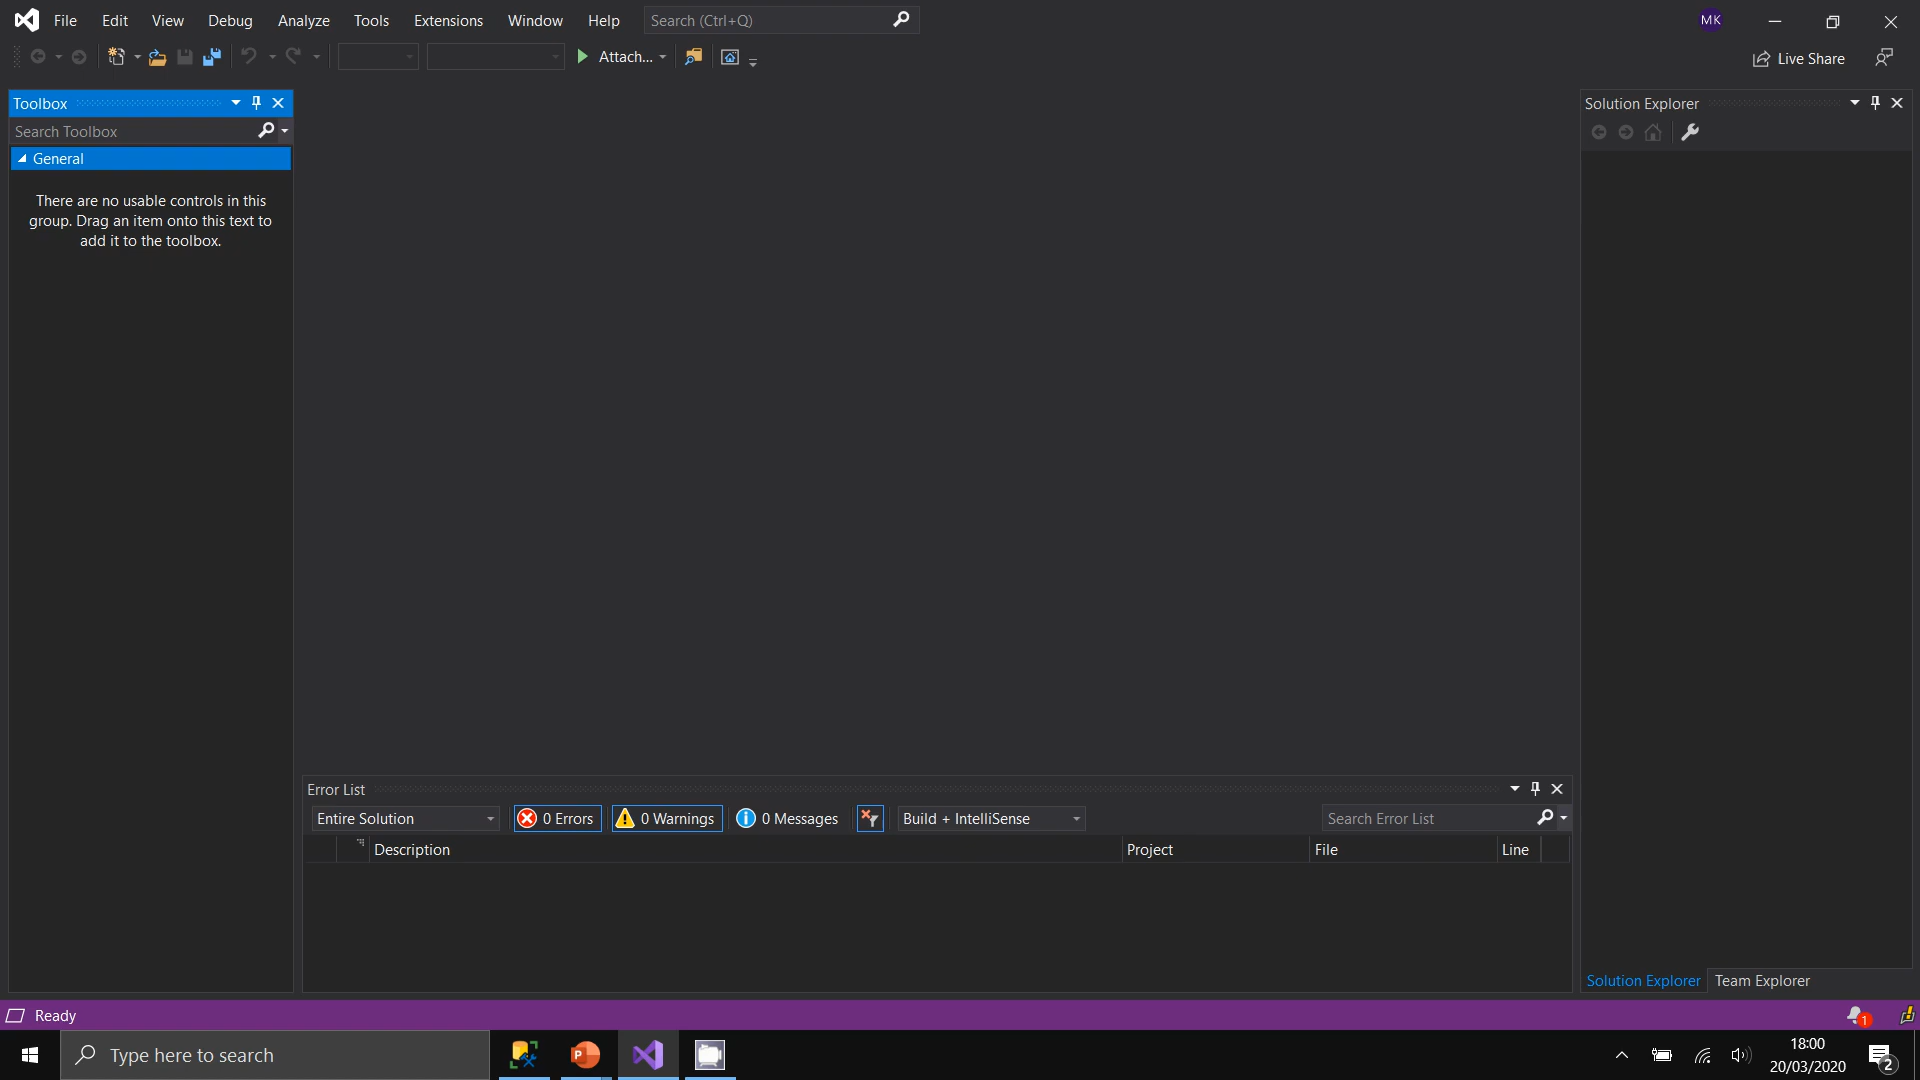 File Edit View Debug Analyze Tools Extensions Window Help Search (Ctrl+Q) MK
Attach... Live Share
Toolbox
Search Toolbox
General
There are no usable controls in this
group. Drag an item onto this text to
add it to the toolbox.
Solution Explorer
Error List
Entire Solution 0 Errors 0 Warnings 0 Messages Build + IntelliSense Search Error List
Description Project File Line
Solution Explorer Team Explorer
Ready 1
Type here to search
18:00
20/03/2020
2